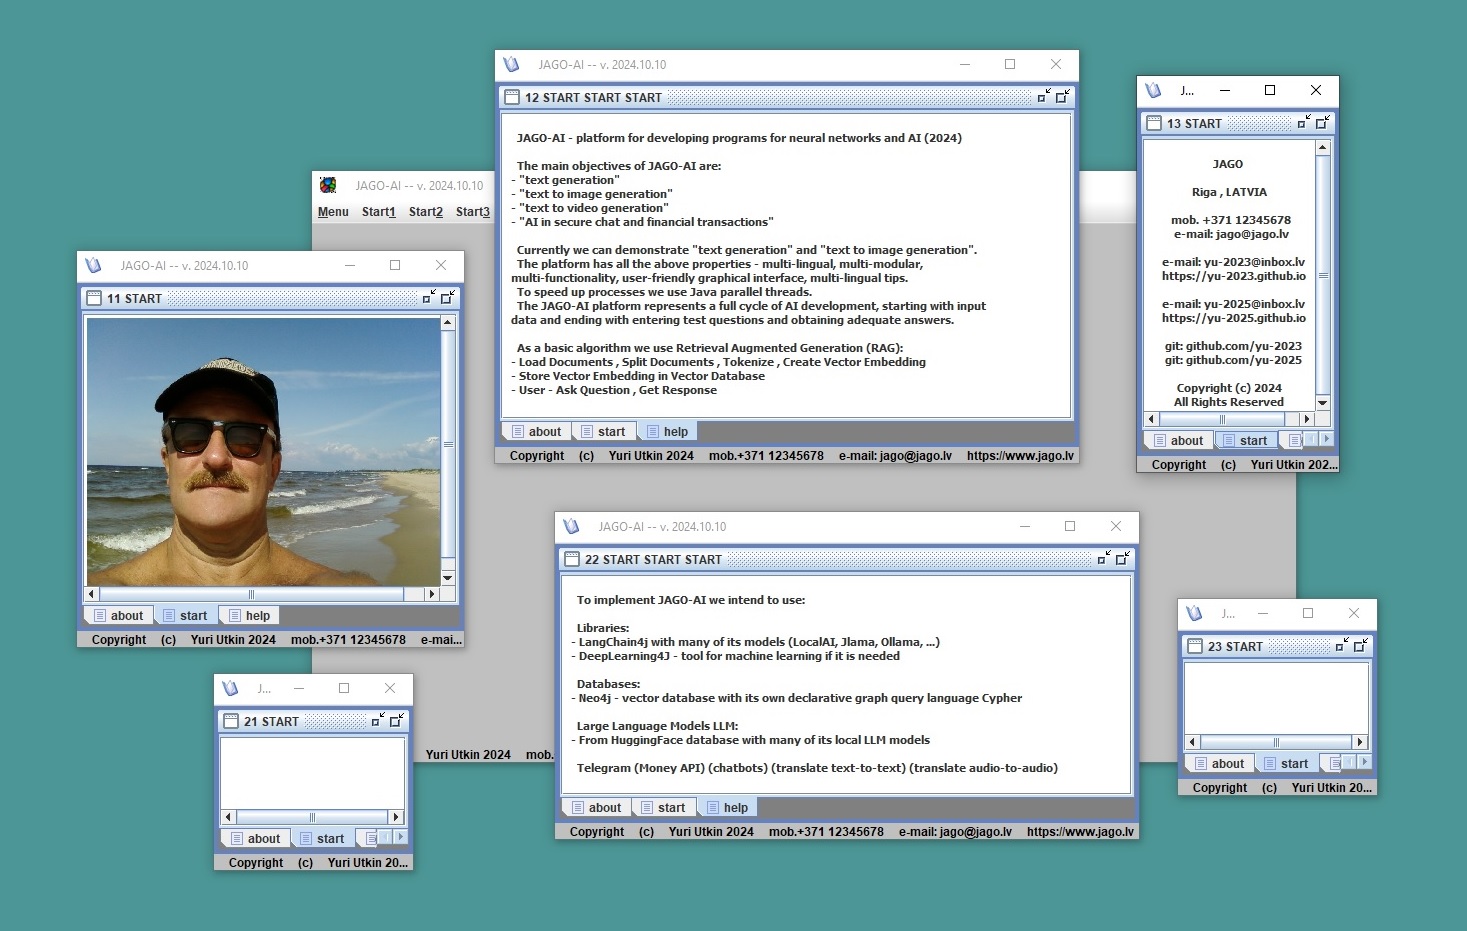 JAGO-AI -- v. 2024.10.10
12 START START START
JAGO-AI - platform for developing programs for neural networks and AI (2024)
The main objectives of JAGO-AI are:
- "text generation"
- "text to image generation"
- "text to video generation"
- "AI in secure chat and financial transactions"
Currently we can demonstrate "text generation" and "text to image generation".
The platform has all the above properties - multi-lingual, multi-modular,
multi-functionality, user-friendly graphical interface, multi-lingual tips.
To speed up processes we use Java parallel threads.
The JAGO-AI platform represents a full cycle of AI development, starting with input
data and ending with entering test questions and obtaining adequate answers.
As a basic algorithm we use Retrieval Augmented Generation (RAG):
- Load Documents , Split Documents , Tokenize , Create Vector Embedding
- Store Vector Embedding in Vector Database
- User - Ask Question , Get Response
about start help
Copyright (c) Yuri Utkin 2024 mob.+371 12345678 e-mail: jago@jago.lv https://www.jago.lv
J...
13 START
JAGO
Riga , LATVIA
mob. +371 12345678
e-mail: jago@jago.lv
e-mail: yu-2023@inbox.lv
https://yu-2023.github.io
e-mail: yu-2025@inbox.lv
https://yu-2025.github.io
git: github.com/yu-2023
git: github.com/yu-2025
Copyright (c) 2024
All Rights Reserved
about start
Copyright (c) Yuri Utkin 202...
JAGO-AI -- v. 2024.10.10
Menu Start1 Start2 Start3
Yuri Utkin 2024 mob.
JAGO-AI -- v. 2024.10.10
11 START
about start help
Copyright (c) Yuri Utkin 2024 mob.+371 12345678 e-mai...
JAGO-AI -- v. 2024.10.10
22 START START START
To implement JAGO-AI we intend to use:
Libraries:
- LangChain4j with many of its models (LocalAI, Jlama, Ollama, ...)
- DeepLearning4J - tool for machine learning if it is needed
Databases:
- Neo4j - vector database with its own declarative graph query language Cypher
Large Language Models LLM:
- From HuggingFace database with many of its local LLM models
Telegram (Money API) (chatbots) (translate text-to-text) (translate audio-to-audio)
about start help
Copyright (c) Yuri Utkin 2024 mob.+371 12345678 e-mail: jago@jago.lv https://www.jago.lv
J...
23 START
about start
Copyright (c) Yuri Utkin 20...
J...
21 START
about start
Copyright (c) Yuri Utkin 20...